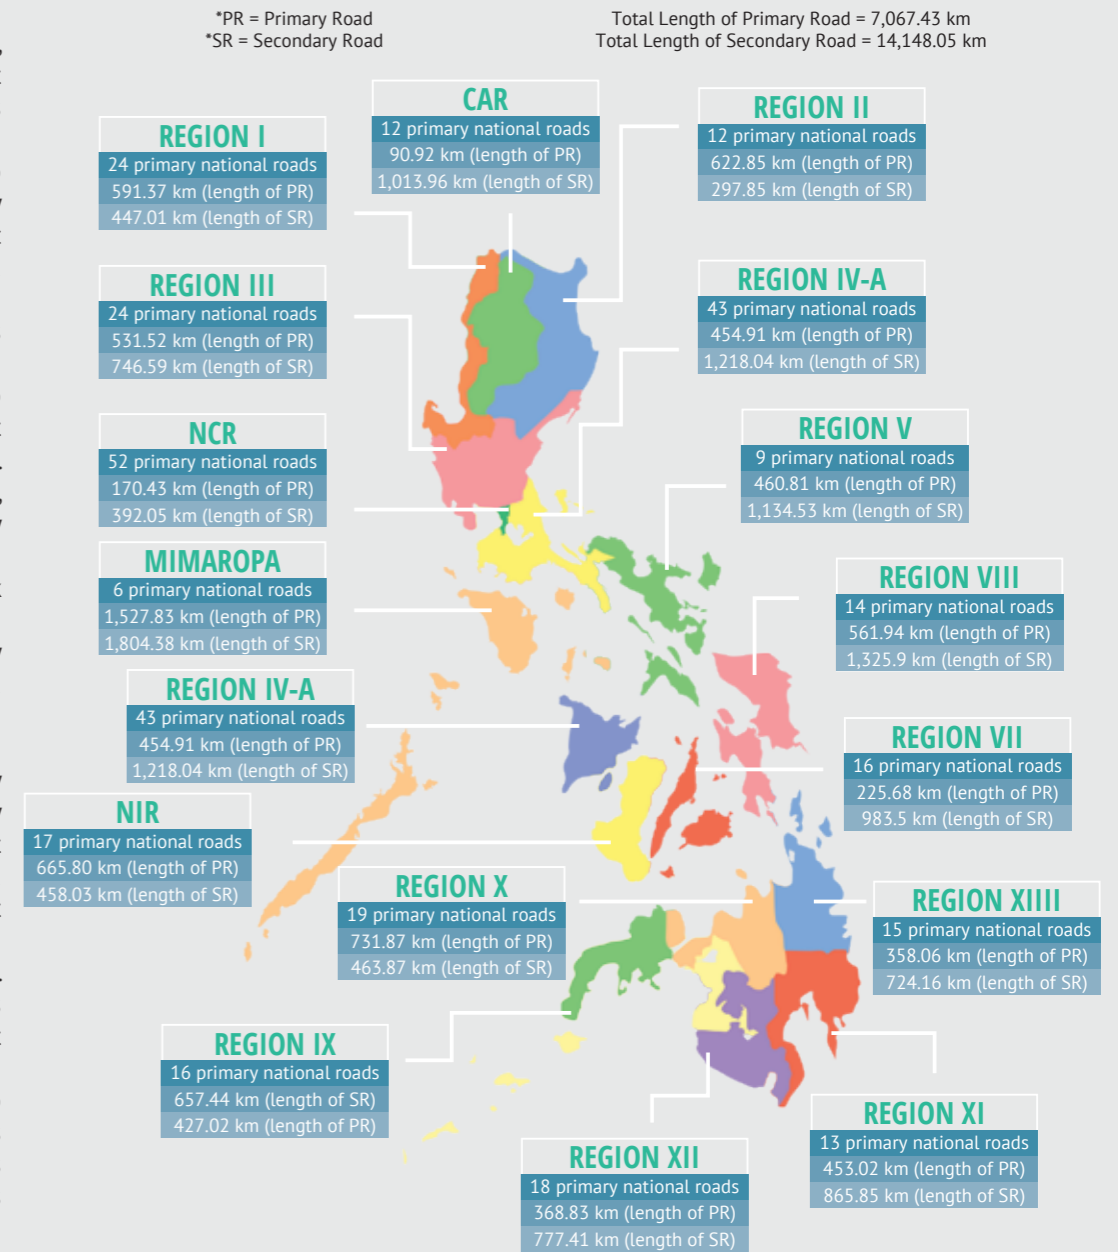 *PR = Primary Road
*SR = Secondary Road
Total Length of Primary Road = 7,067.43 km
Total Length of Secondary Road = 14,148.05 km
CAR
12 primary national roads
90.92 km (length of PR)
1,013.96 km (length of SR)
REGION II
12 primary national roads
622.85 km (length of PR)
297.85 km (length of SR)
REGION I
24 primary national roads
591.37 km (length of PR)
447.01 km (length of SR)
REGION III
24 primary national roads
531.52 km (length of PR)
746.59 km (length of SR)
REGION IV-A
43 primary national roads
454.91 km (length of PR)
1,218.04 km (length of SR)
NCR
52 primary national roads
170.43 km (length of PR)
392.05 km (length of SR)
REGION V
9 primary national roads
460.81 km (length of PR)
1,134.53 km (length of SR)
MIMAROPA
6 primary national roads
1,527.83 km (length of PR)
1,804.38 km (length of SR)
REGION VIII
14 primary national roads
561.94 km (length of PR)
1,325.9 km (length of SR)
REGION IV-A
43 primary national roads
454.91 km (length of PR)
1,218.04 km (length of SR)
REGION VII
16 primary national roads
225.68 km (length of PR)
983.5 km (length of SR)
NIR
17 primary national roads
665.80 km (length of PR)
458.03 km (length of SR)
REGION X
19 primary national roads
731.87 km (length of PR)
463.87 km (length of SR)
REGION XIIII
15 primary national roads
358.06 km (length of PR)
724.16 km (length of SR)
REGION IX
16 primary national roads
657.44 km (length of SR)
427.02 km (length of PR)
REGION XI
13 primary national roads
453.02 km (length of PR)
865.85 km (length of SR)
REGION XII
18 primary national roads
368.83 km (length of PR)
777.41 km (length of SR)